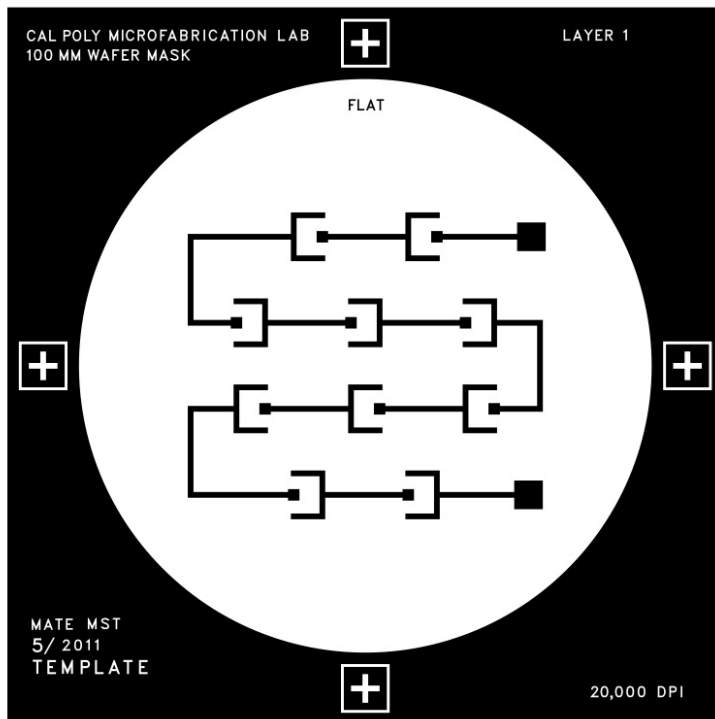 CAL POLY MICROFABRICATION LAB
100 MM WAFER MASK
LAYER 1
FLAT
MATE MST
5/ 2011
TEMPLATE
20,000 DPI